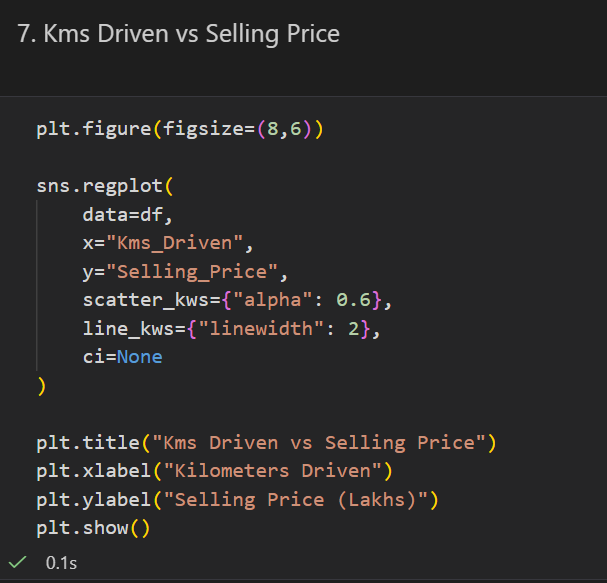 7. Kms Driven vs Selling Price
plt.figure(figsize=(8,6))
sns.regplot(
    data=df,
    x="Kms_Driven",
    y="Selling_Price",
    scatter_kws={"alpha": 0.6},
    line_kws={"linewidth": 2},
    ci=None
)
plt.title("Kms Driven vs Selling Price")
plt.xlabel("Kilometers Driven")
plt.ylabel("Selling Price (Lakhs)")
plt.show()
0.1s